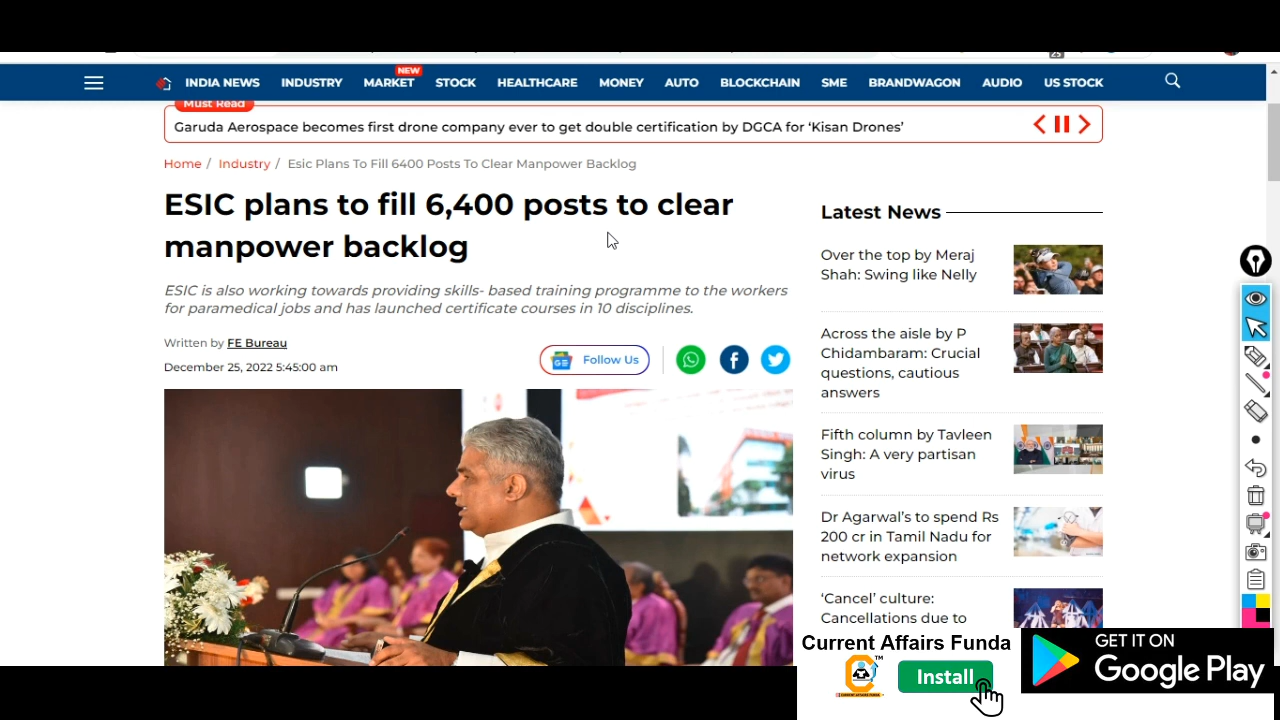 INDIA NEWS INDUSTRY MARKET NEW STOCK HEALTHCARE MONEY AUTO BLOCKCHAIN SME BRANDWAGON AUDIO US STOCK
Must Read
Garuda Aerospace becomes first drone company ever to get double certification by DGCA for ‘Kisan Drones’
Home / Industry / Esic Plans To Fill 6400 Posts To Clear Manpower Backlog
ESIC plans to fill 6,400 posts to clear
manpower backlog
ESIC is also working towards providing skills- based training programme to the workers
for paramedical jobs and has launched certificate courses in 10 disciplines.
Written by FE Bureau
December 25, 2022 5:45:00 am
Follow Us
Latest News
Over the top by Meraj
Shah: Swing like Nelly
Across the aisle by P
Chidambaram: Crucial
questions, cautious
answers
Fifth column by Tavleen
Singh: A very partisan
virus
Dr Agarwal’s to spend Rs
200 cr in Tamil Nadu for
network expansion
‘Cancel’ culture:
Cancellations due to
Current Affairs Funda
TM
CURRENT AFFAIRS FUNDA
Install
GET IT ON
Google Play